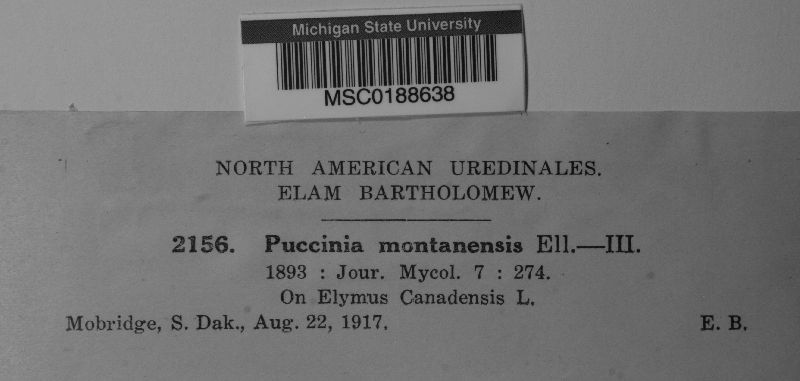 Michigan State University
MSC0188638
NORTH AMERICAN UREDINALES.
ELAM BARTHOLOMEW.
2156. Puccinia montanensis Ell.—III.
1893 : Jour. Mycol. 7 : 274.
On Elymus Canadensis L.
Mobridge, S. Dak., Aug. 22, 1917. E. B.